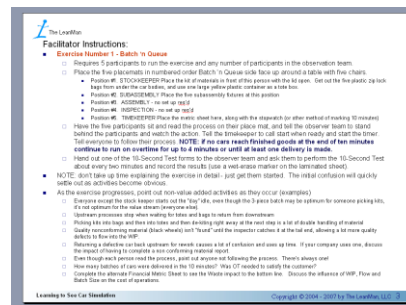 The LeanMan
Facilitator Instructions:
Exercise Number 1 - Batch 'n Queue
Requires 5 participants to run the exercise and any number of participants in the observation team.
Place the five placemats in numbered order Batch 'n Queue side face up around a table with five chairs.
Position #1. STOCKKEEPER Place the kit of materials in front of this person with the lid open. Get out the five plastic zip lock
bags from under the car bodies, and use one large yellow plastic container as a tote box.
Position #2. SUBASSEMBLY Place the five subassembly fixtures at this position
Position #3. ASSEMBLY - no set up req'd
Position #4. INSPECTION - no set up req'd
Position #5. TIMEKEEPER Place the metric sheet here, along with the stopwatch (or other method of marking 10 minutes)
Have the five participants sit and read the process on their place mat, and tell the observer team to stand
behind the participants and watch the action. Tell the timekeeper to call start when ready and start the timer.
Tell everyone to follow their process. NOTE: If no cars reach finished goods at the end of ten minutes
continue to run on overtime for up to 4 minutes or until at least one delivery is made.
Hand out one of the 10-Second Test forms to the observer team and ask them to perform the 10-Second Test
about every two minutes and record the results (use a wet-erase marker on the laminated sheet).
NOTE: don't take up time explaining the exercise in detail - just get them started. The initial confusion will quickly
settle out as activities become obvious.
As the exercise progresses, point out non-value added activities as they occur (examples)
Everyone except the stock keeper starts out the "day" idle, even though the 3-piece batch may be optimum for someone picking kits,
it's not optimum for the value stream (everyone else).
Upstream processes stop when waiting for totes and bags to return from downstream
Picking kits into bags and then into totes and then dividing right away at the next step is a lot of double handling of material
Quality nonconforming material (black wheels) isn't "found" until the inspector catches it at the tail end, allowing a lot more quality
defects to flow into the WIP.
Returning a defective car back upstream for rework causes a lot of confusion and uses up time. If your company uses one, discuss
the impact of having to complete a non conforming material report.
Even though each person read the process, point out anyone not following the process. There's always one!
How many batches of cars were delivered in the 10 minutes? Was OT needed to satisfy the customer?
Complete the alternate Financial Metric Sheet to see the Waste impact to the bottom line. Discuss the influence of WIP, Flow and
Batch Size on the cost of operations.
Learning to See Car Simulation
Copyright © 2004 - 2007 by The LeanMan, LLC